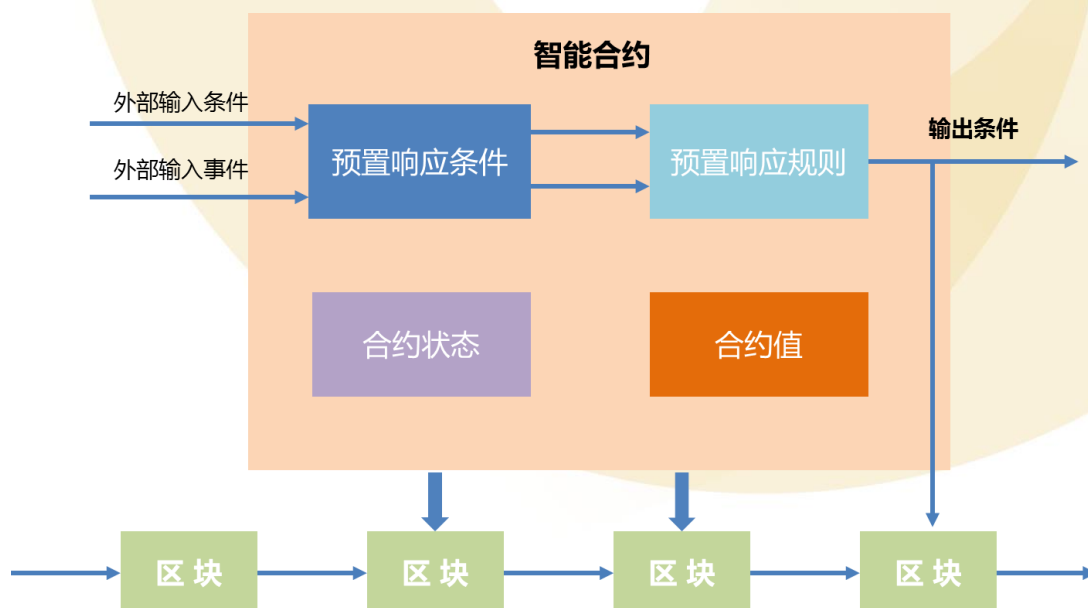 智能合约
外部输入条件
预置响应条件
预置响应规则
输出条件
外部输入事件
合约状态
合约值
区块
区块
区块
区块